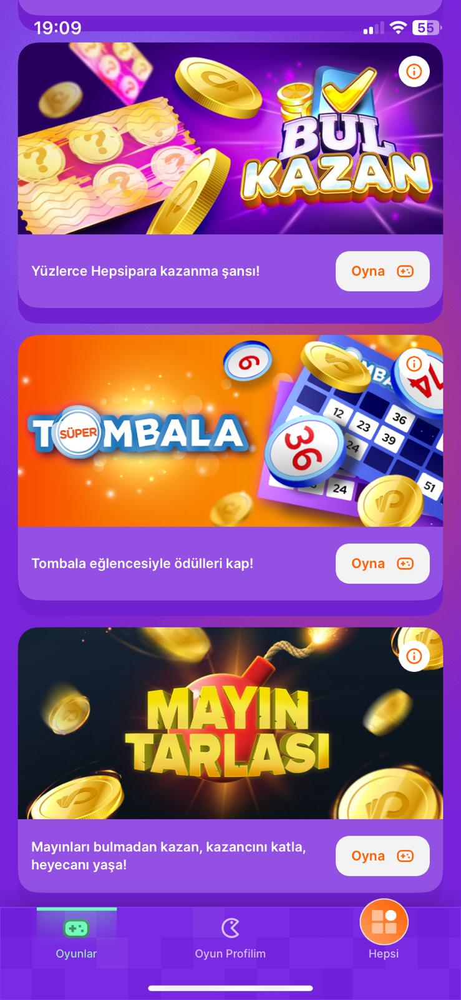 19:09
55
BUL
KAZAN
Yüzlerce Hepsipara kazanma şansı!
Oyna
SÜPER
TOMBALA
6
36
12
23
39
36
24
24
51
14
Tombala eğlencesiyle ödülleri kap!
Oyna
MAYIN
TARLASI
Mayınları bulmadan kazan, kazancını katla,
heyecanı yaşa!
Oyna
Oyunlar
Oyun Profilim
Hepsi